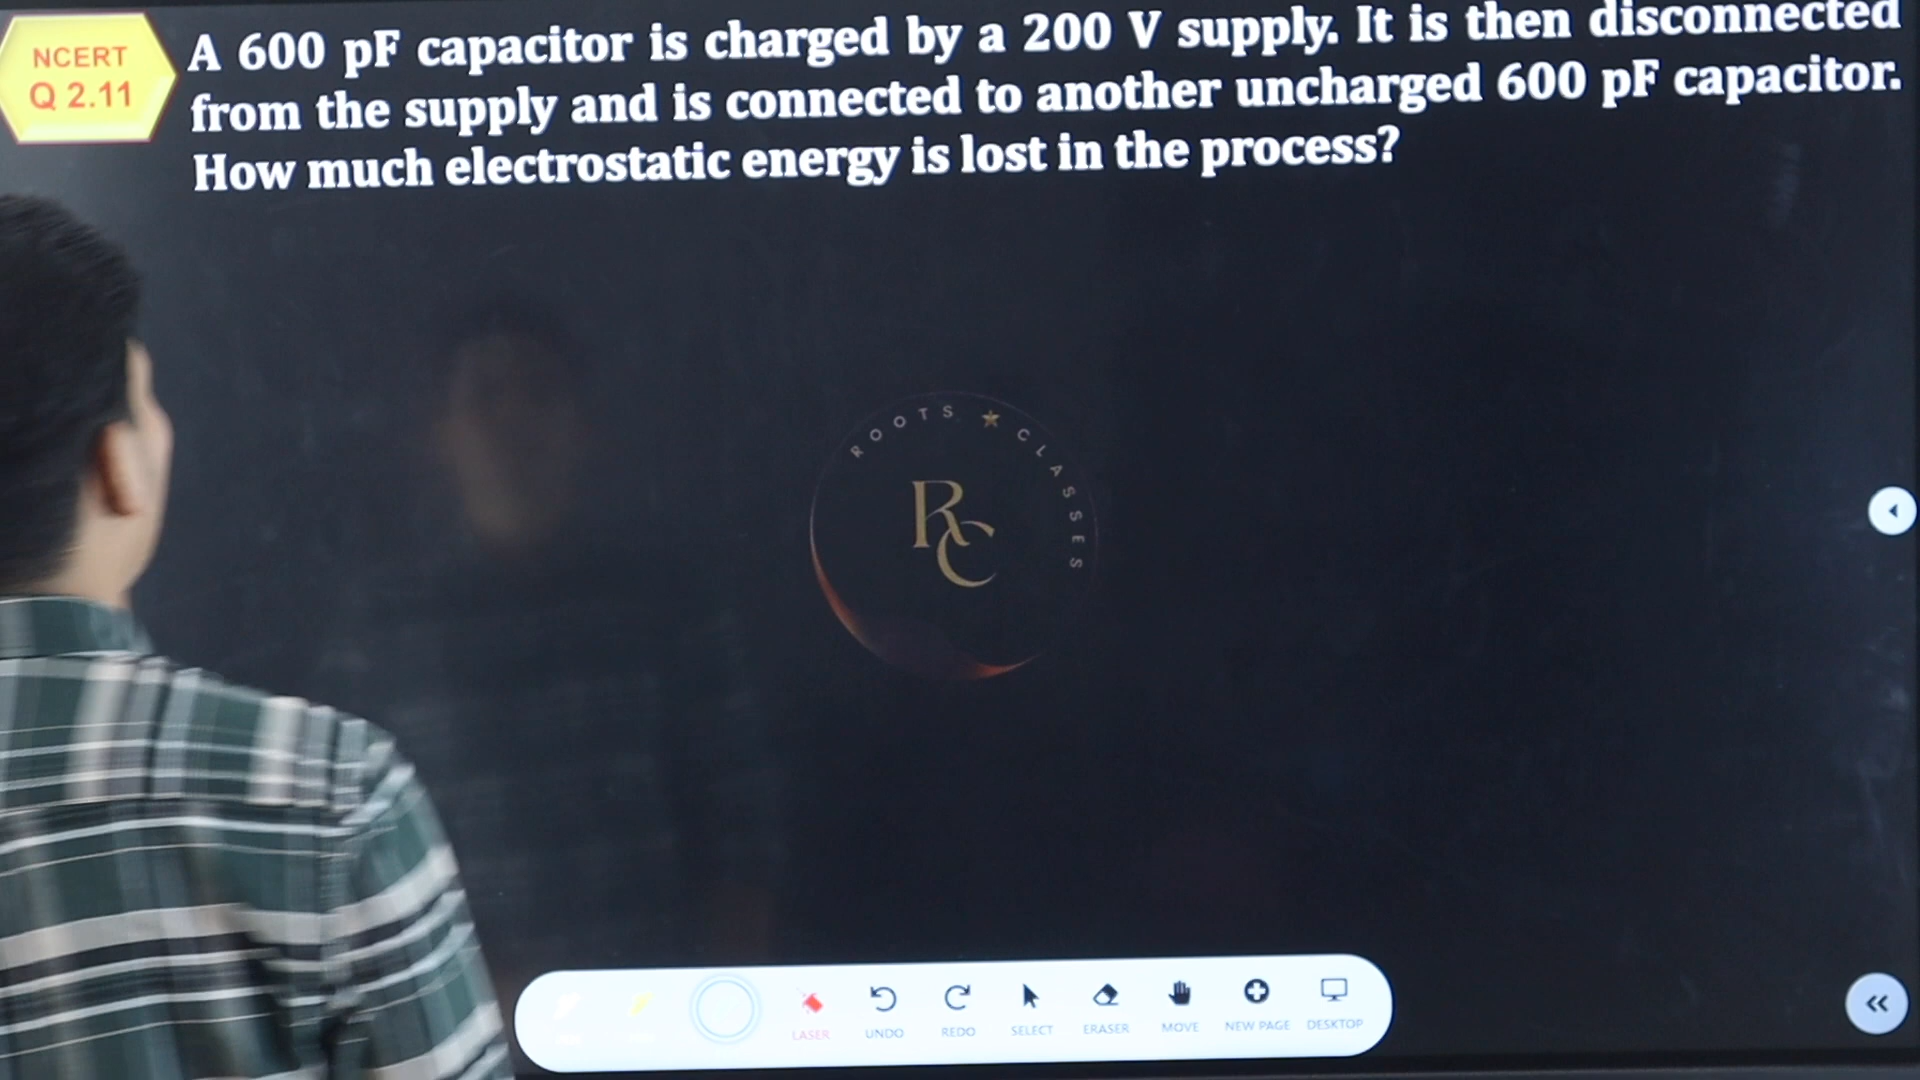 NCERT
Q 2.11
A 600 pF capacitor is charged by a 200 V supply. It is then disconnected
from the supply and is connected to another uncharged 600 pF capacitor.
How much electrostatic energy is lost in the process?
ROOTS ★ CLASSES
RC
LASER UNDO REDO SELECT ERASER MOVE NEW PAGE DESKTOP